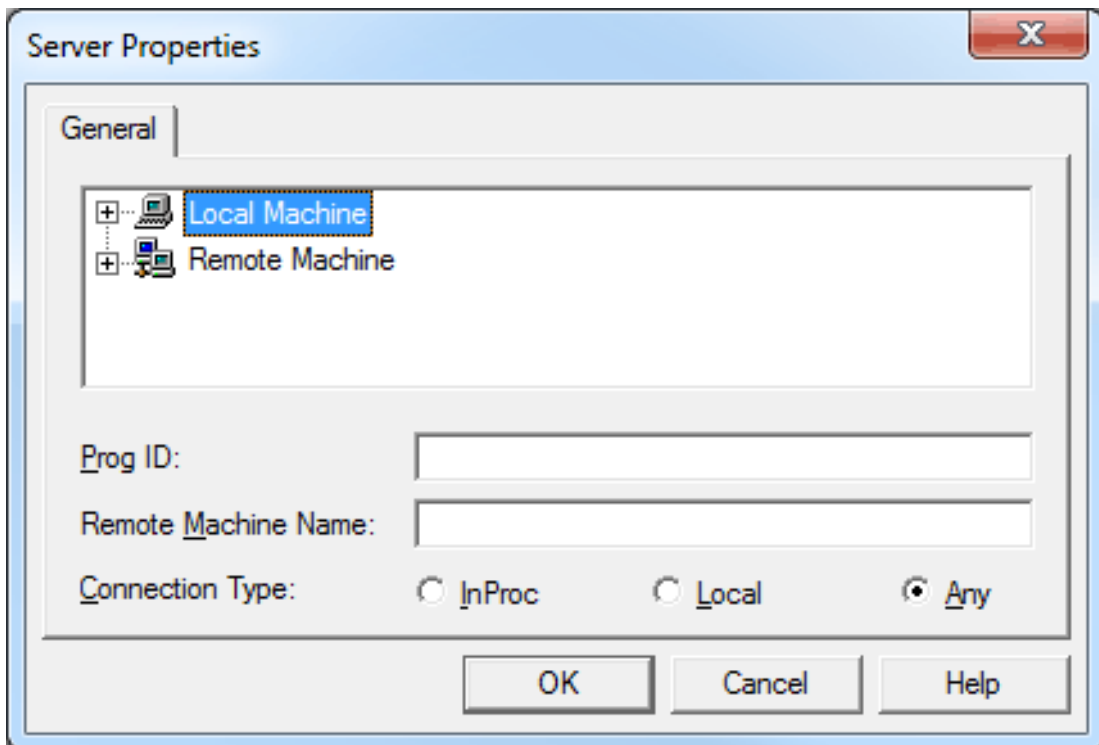 Server Properties
General
Local Machine
Remote Machine
Prog ID:
Remote Machine Name:
Connection Type: InProc Local Any
OK Cancel Help